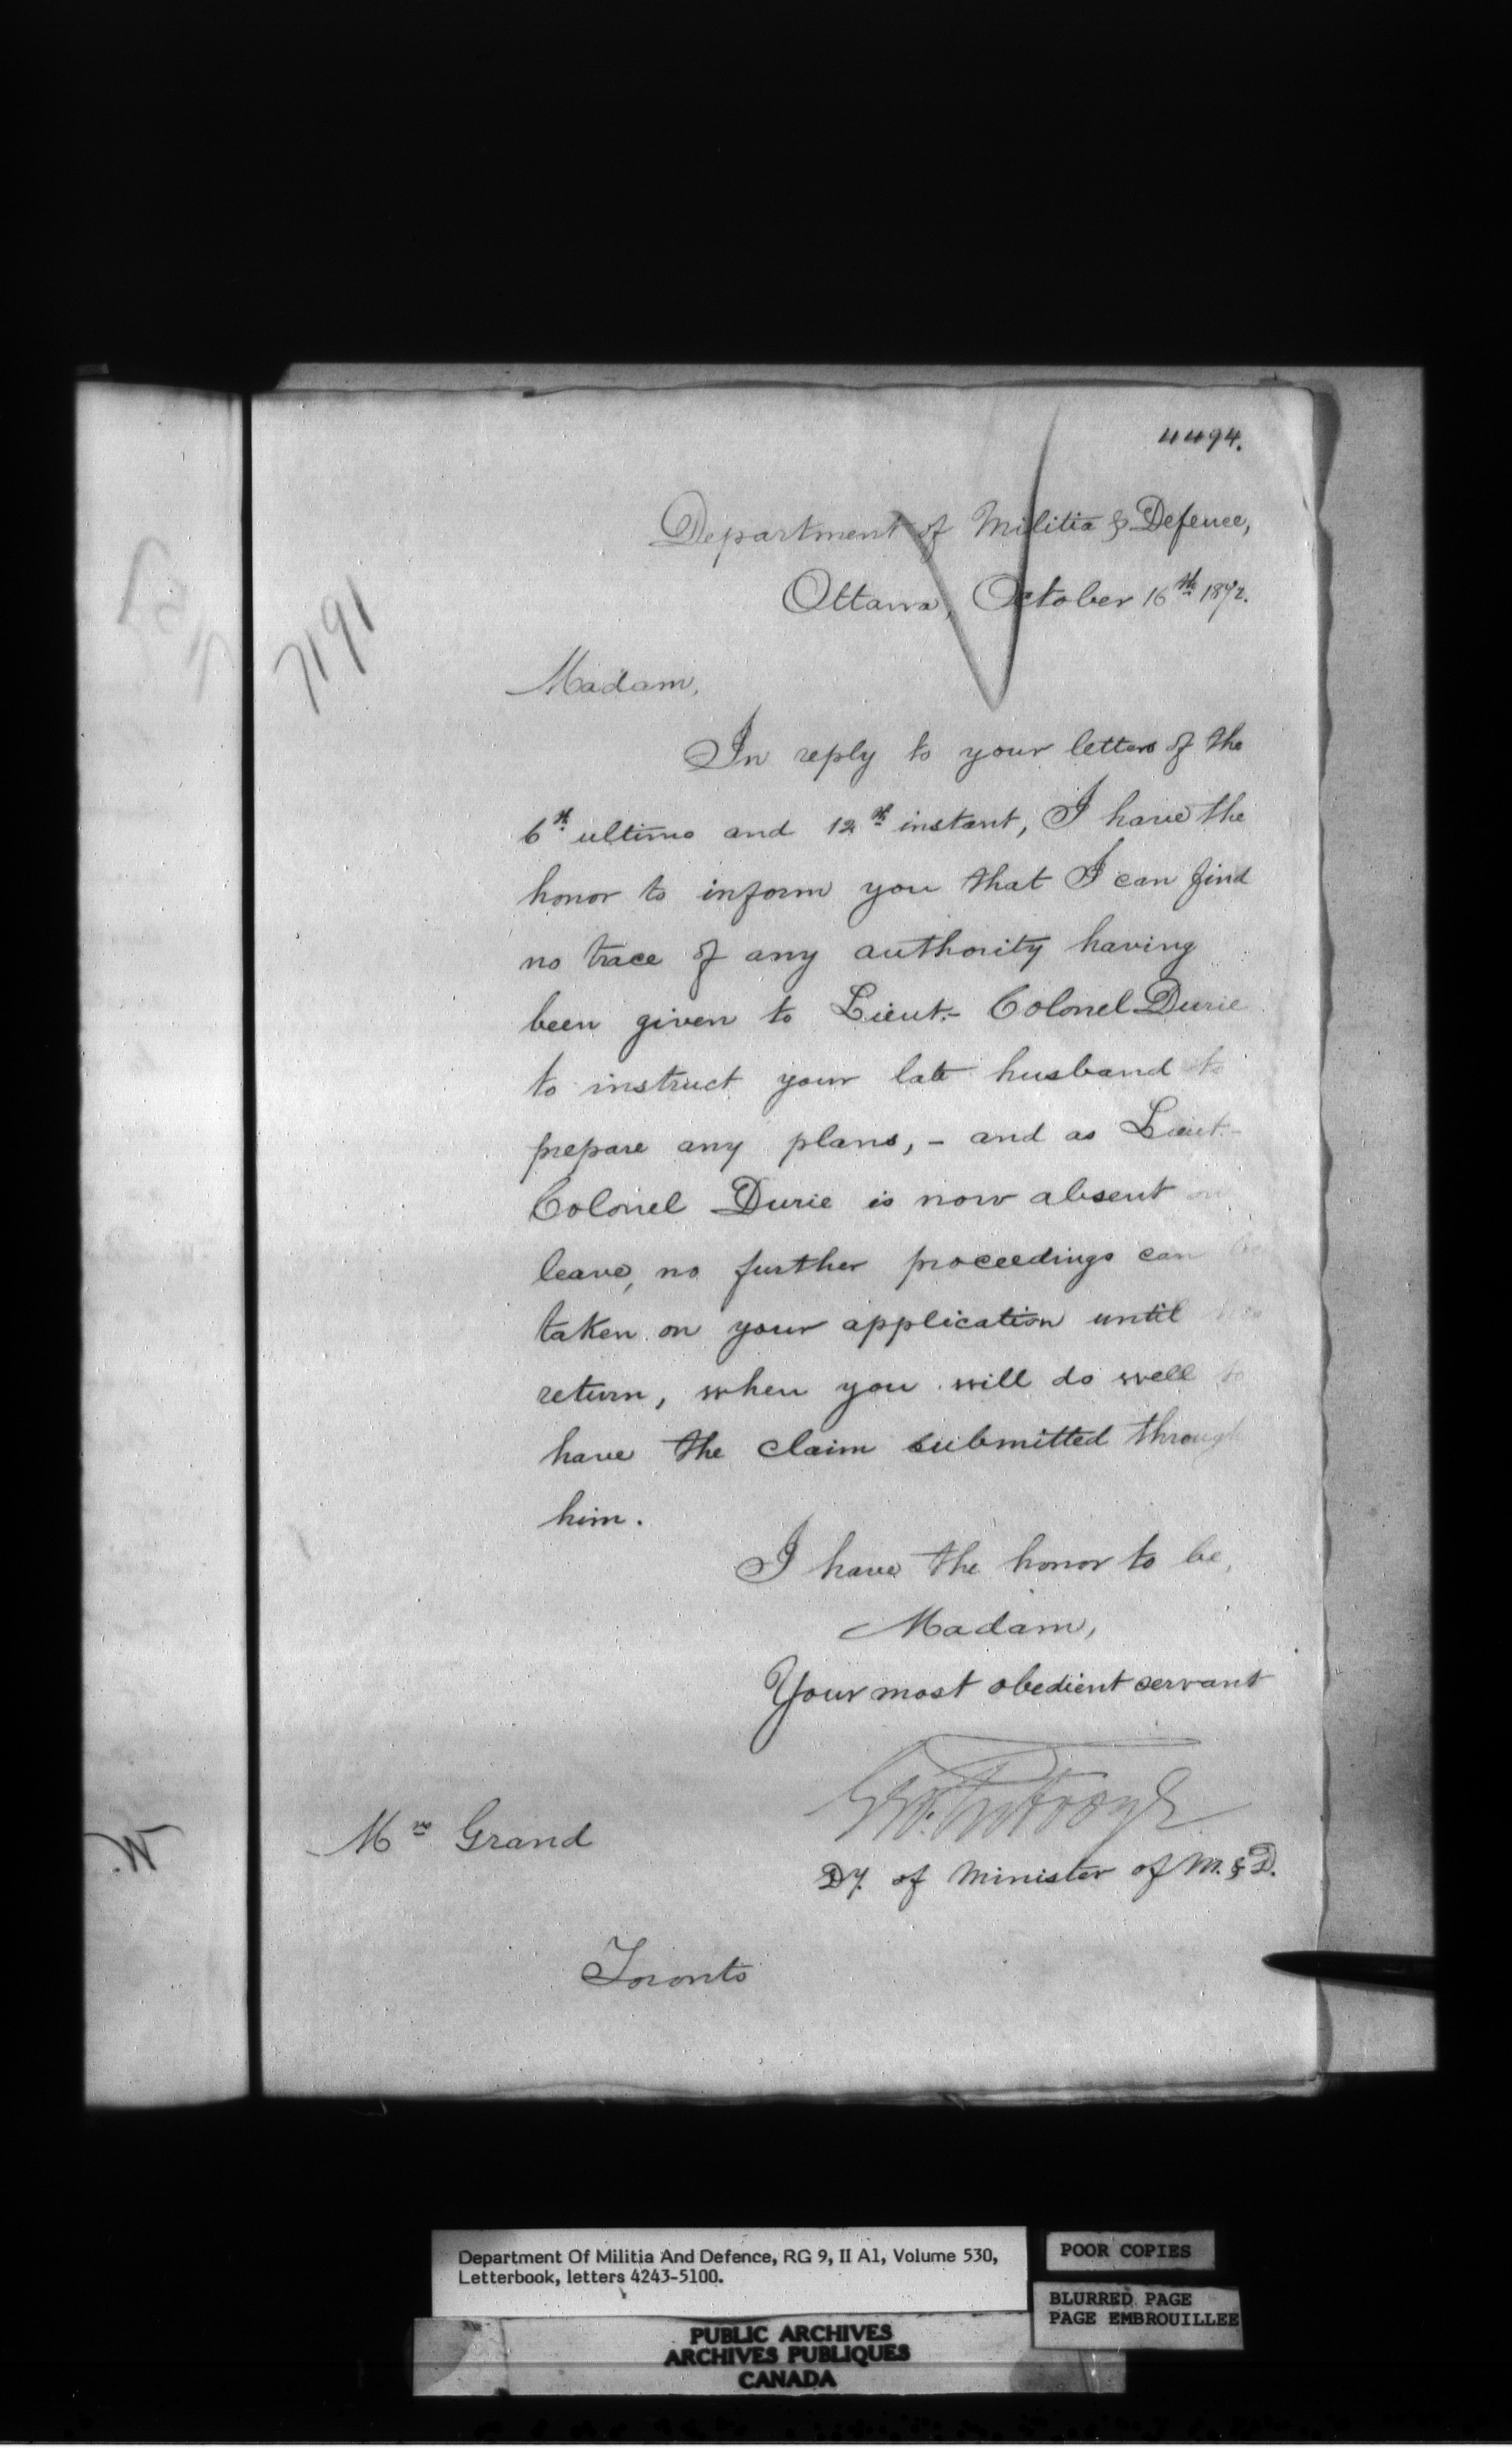 4494.
Department of Militia & Defence,
Ottawa, October 16th 1872.
7191
Madam,
In reply to your letters of the
6th ultimo and 12th instant, I have the
honor to inform you that I can find
no trace of any authority having
been given to Lieut.- Colonel Durie
to instruct your late husband to
prepare any plans, - and as Lieut.-
Colonel Durie is now absent on
leave, no further proceedings can be
taken on your application until
return, when you will do well to
have the claim submitted through
him.
I have the honor to be,
Madam,
Your most obedient servant
Mrs Grand
Dy. of Minister of M. & D.
Toronto
Department Of Militia And Defence, RG 9, II A1, Volume 530,
Letterbook, letters 4243-5100.
POOR COPIES
BLURRED PAGE
PAGE EMBROUILLEE
PUBLIC ARCHIVES
ARCHIVES PUBLIQUES
CANADA